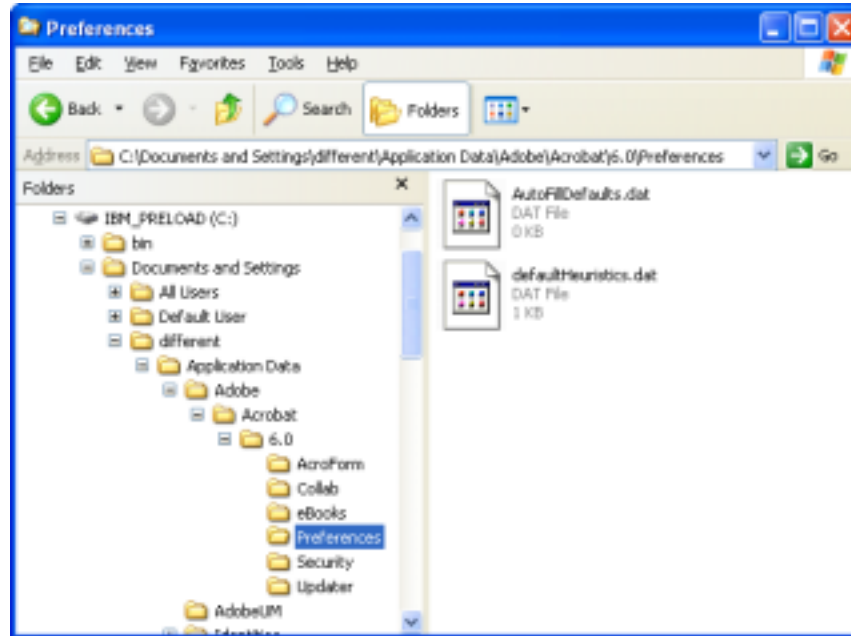 Preferences
File Edit View Favorites Tools Help
Back Search Folders
Address C:\Documents and Settings\different\Application Data\Adobe\Acrobat\6.0\Preferences Go
Folders
IBM_PRELOAD (C:)
bin
Documents and Settings
All Users
Default User
different
Application Data
Adobe
Acrobat
6.0
AcroForm
Collab
eBooks
Preferences
Security
Updater
AdobeUM
Identities
AutoFillDefaults.dat
DAT File
0 KB
defaultHeuristics.dat
DAT File
1 KB